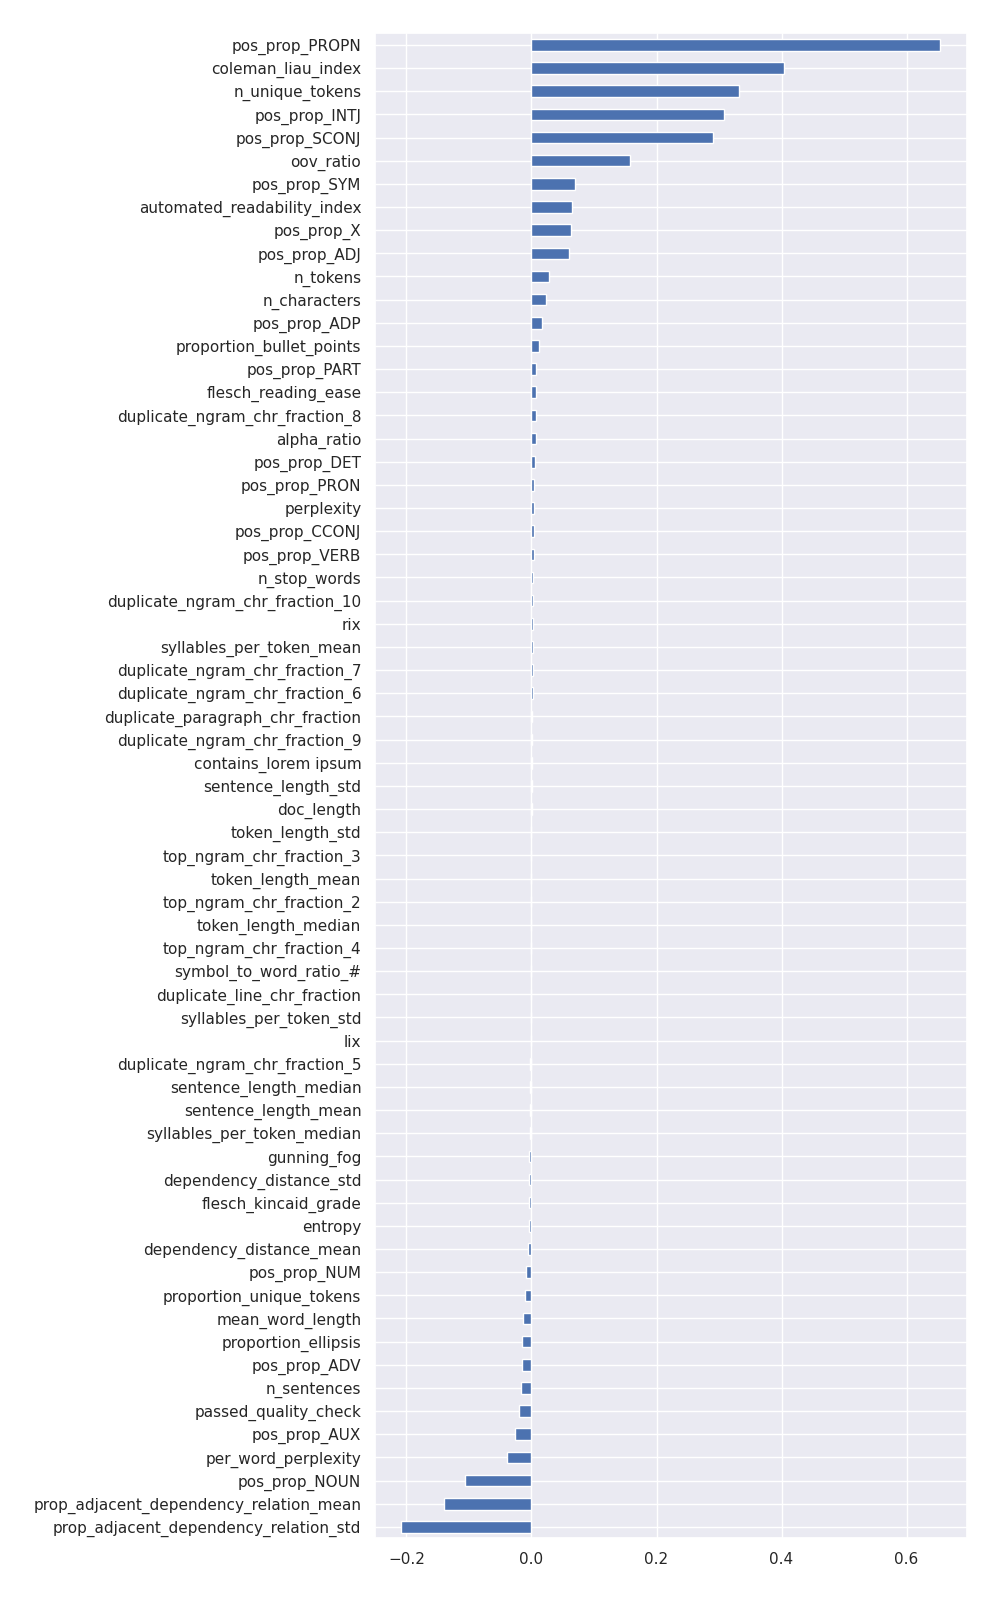 pos_prop_PROPN
coleman_liau_index
n_unique_tokens
pos_prop_INTJ
pos_prop_SCONJ
oov_ratio
pos_prop_SYM
automated_readability_index
pos_prop_X
pos_prop_ADJ
n_tokens
n_characters
pos_prop_ADP
proportion_bullet_points
pos_prop_PART
flesch_reading_ease
duplicate_ngram_chr_fraction_8
alpha_ratio
pos_prop_DET
pos_prop_PRON
perplexity
pos_prop_CCONJ
pos_prop_VERB
n_stop_words
duplicate_ngram_chr_fraction_10
rix
syllables_per_token_mean
duplicate_ngram_chr_fraction_7
duplicate_ngram_chr_fraction_6
duplicate_paragraph_chr_fraction
duplicate_ngram_chr_fraction_9
contains_lorem ipsum
sentence_length_std
doc_length
token_length_std
top_ngram_chr_fraction_3
token_length_mean
top_ngram_chr_fraction_2
token_length_median
top_ngram_chr_fraction_4
symbol_to_word_ratio_#
duplicate_line_chr_fraction
syllables_per_token_std
lix
duplicate_ngram_chr_fraction_5
sentence_length_median
sentence_length_mean
syllables_per_token_median
gunning_fog
dependency_distance_std
flesch_kincaid_grade
entropy
dependency_distance_mean
pos_prop_NUM
proportion_unique_tokens
mean_word_length
proportion_ellipsis
pos_prop_ADV
n_sentences
passed_quality_check
pos_prop_AUX
per_word_perplexity
pos_prop_NOUN
prop_adjacent_dependency_relation_mean
prop_adjacent_dependency_relation_std
−0.2 0.0 0.2 0.4 0.6